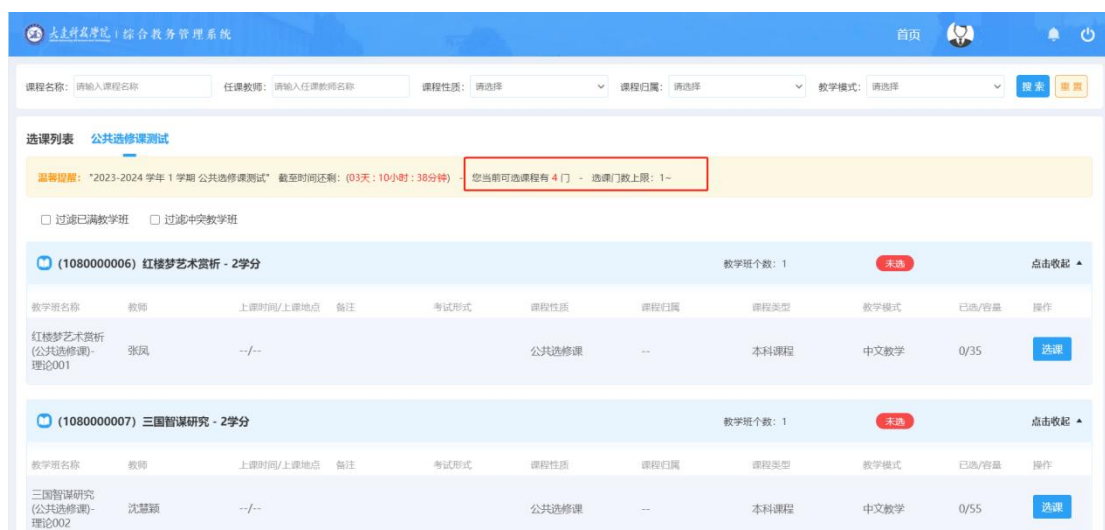 综合教务管理系统 首页
课程名称: 请输入课程名称 任课教师: 请输入任课教师名称 课程性质: 请选择 课程归属: 请选择 教学模式: 请选择 搜索 重置
选课列表 公共选修课测试
温馨提醒: "2023-2024 学年 1 学期 公共选修课测试" 截至时间还剩: (03天 : 10小时 : 38分钟) - 您当前可选课程有 4 门 - 选课门数上限: 1~
过滤已满教学班 过滤冲突教学班
(1080000006) 红楼梦艺术赏析 - 2学分 教学班个数: 1 未选 点击收起
教学班名称 教师 上课时间/上课地点 备注 考试形式 课程性质 课程归属 课程类型 教学模式 已选/容量 操作
红楼梦艺术赏析
(公共选修课)- 张凤 --/-- 公共选修课 -- 本科课程 中文教学 0/35 选课
理论001
(1080000007) 三国智谋研究 - 2学分 教学班个数: 1 未选 点击收起
教学班名称 教师 上课时间/上课地点 备注 考试形式 课程性质 课程归属 课程类型 教学模式 已选/容量 操作
三国智谋研究
(公共选修课)- 沈慧颖 --/-- 公共选修课 -- 本科课程 中文教学 0/55 选课
理论002